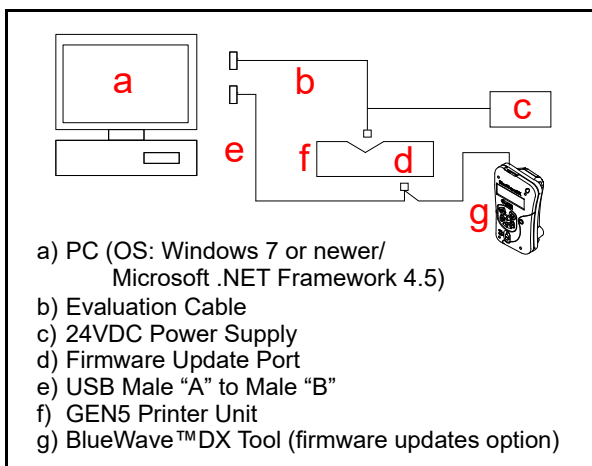 a
b
c
d
e
f
g
a) PC (OS: Windows 7 or newer/
Microsoft .NET Framework 4.5)
b) Evaluation Cable
c) 24VDC Power Supply
d) Firmware Update Port
e) USB Male “A” to Male “B”
f) GEN5 Printer Unit
g) BlueWave™DX Tool (firmware updates option)